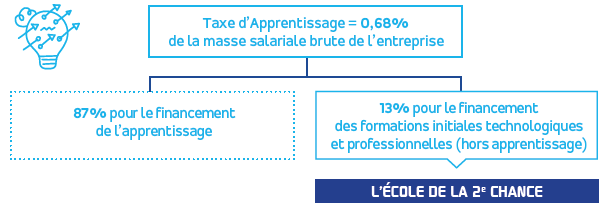 Taxe d’Apprentissage = 0,68%
de la masse salariale brute de l’entreprise
87% pour le financement
de l’apprentissage
13% pour le financement
des formations initiales technologiques
et professionnelles (hors apprentissage)
L’ÉCOLE DE LA 2e CHANCE